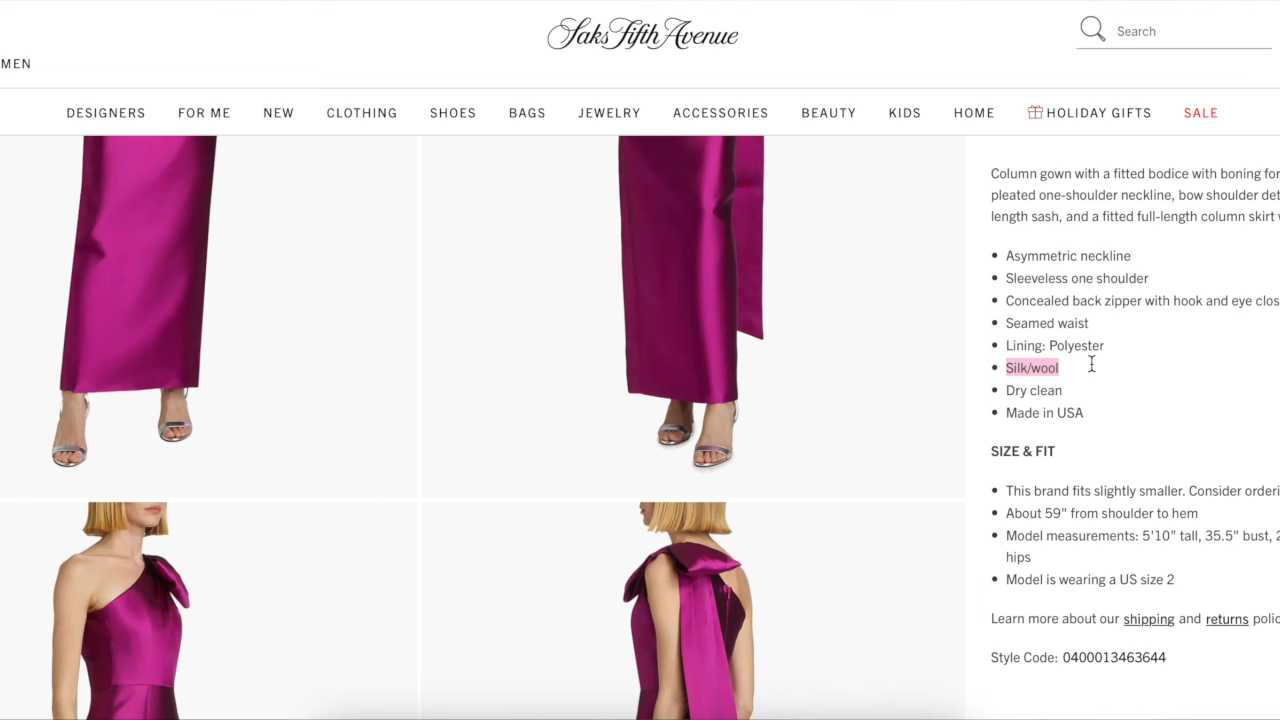 Saks Fifth Avenue
Search
MEN
DESIGNERS FOR ME NEW CLOTHING SHOES BAGS JEWELRY ACCESSORIES BEAUTY KIDS HOME HOLIDAY GIFTS SALE
Column gown with a fitted bodice with boning for
pleated one-shoulder neckline, bow shoulder
length sash, and a fitted full-length column skirt
• Asymmetric neckline
• Sleeveless one shoulder
• Concealed back zipper with hook and eye
• Seamed waist
• Lining: Polyester
• Silk/wool
• Dry clean
• Made in USA
SIZE & FIT
• This brand fits slightly smaller. Consider
• About 59" from shoulder to hem
• Model measurements: 5'10" tall, 35.5" bust,
hips
• Model is wearing a US size 2
Learn more about our shipping and returns
Style Code: 0400013463644